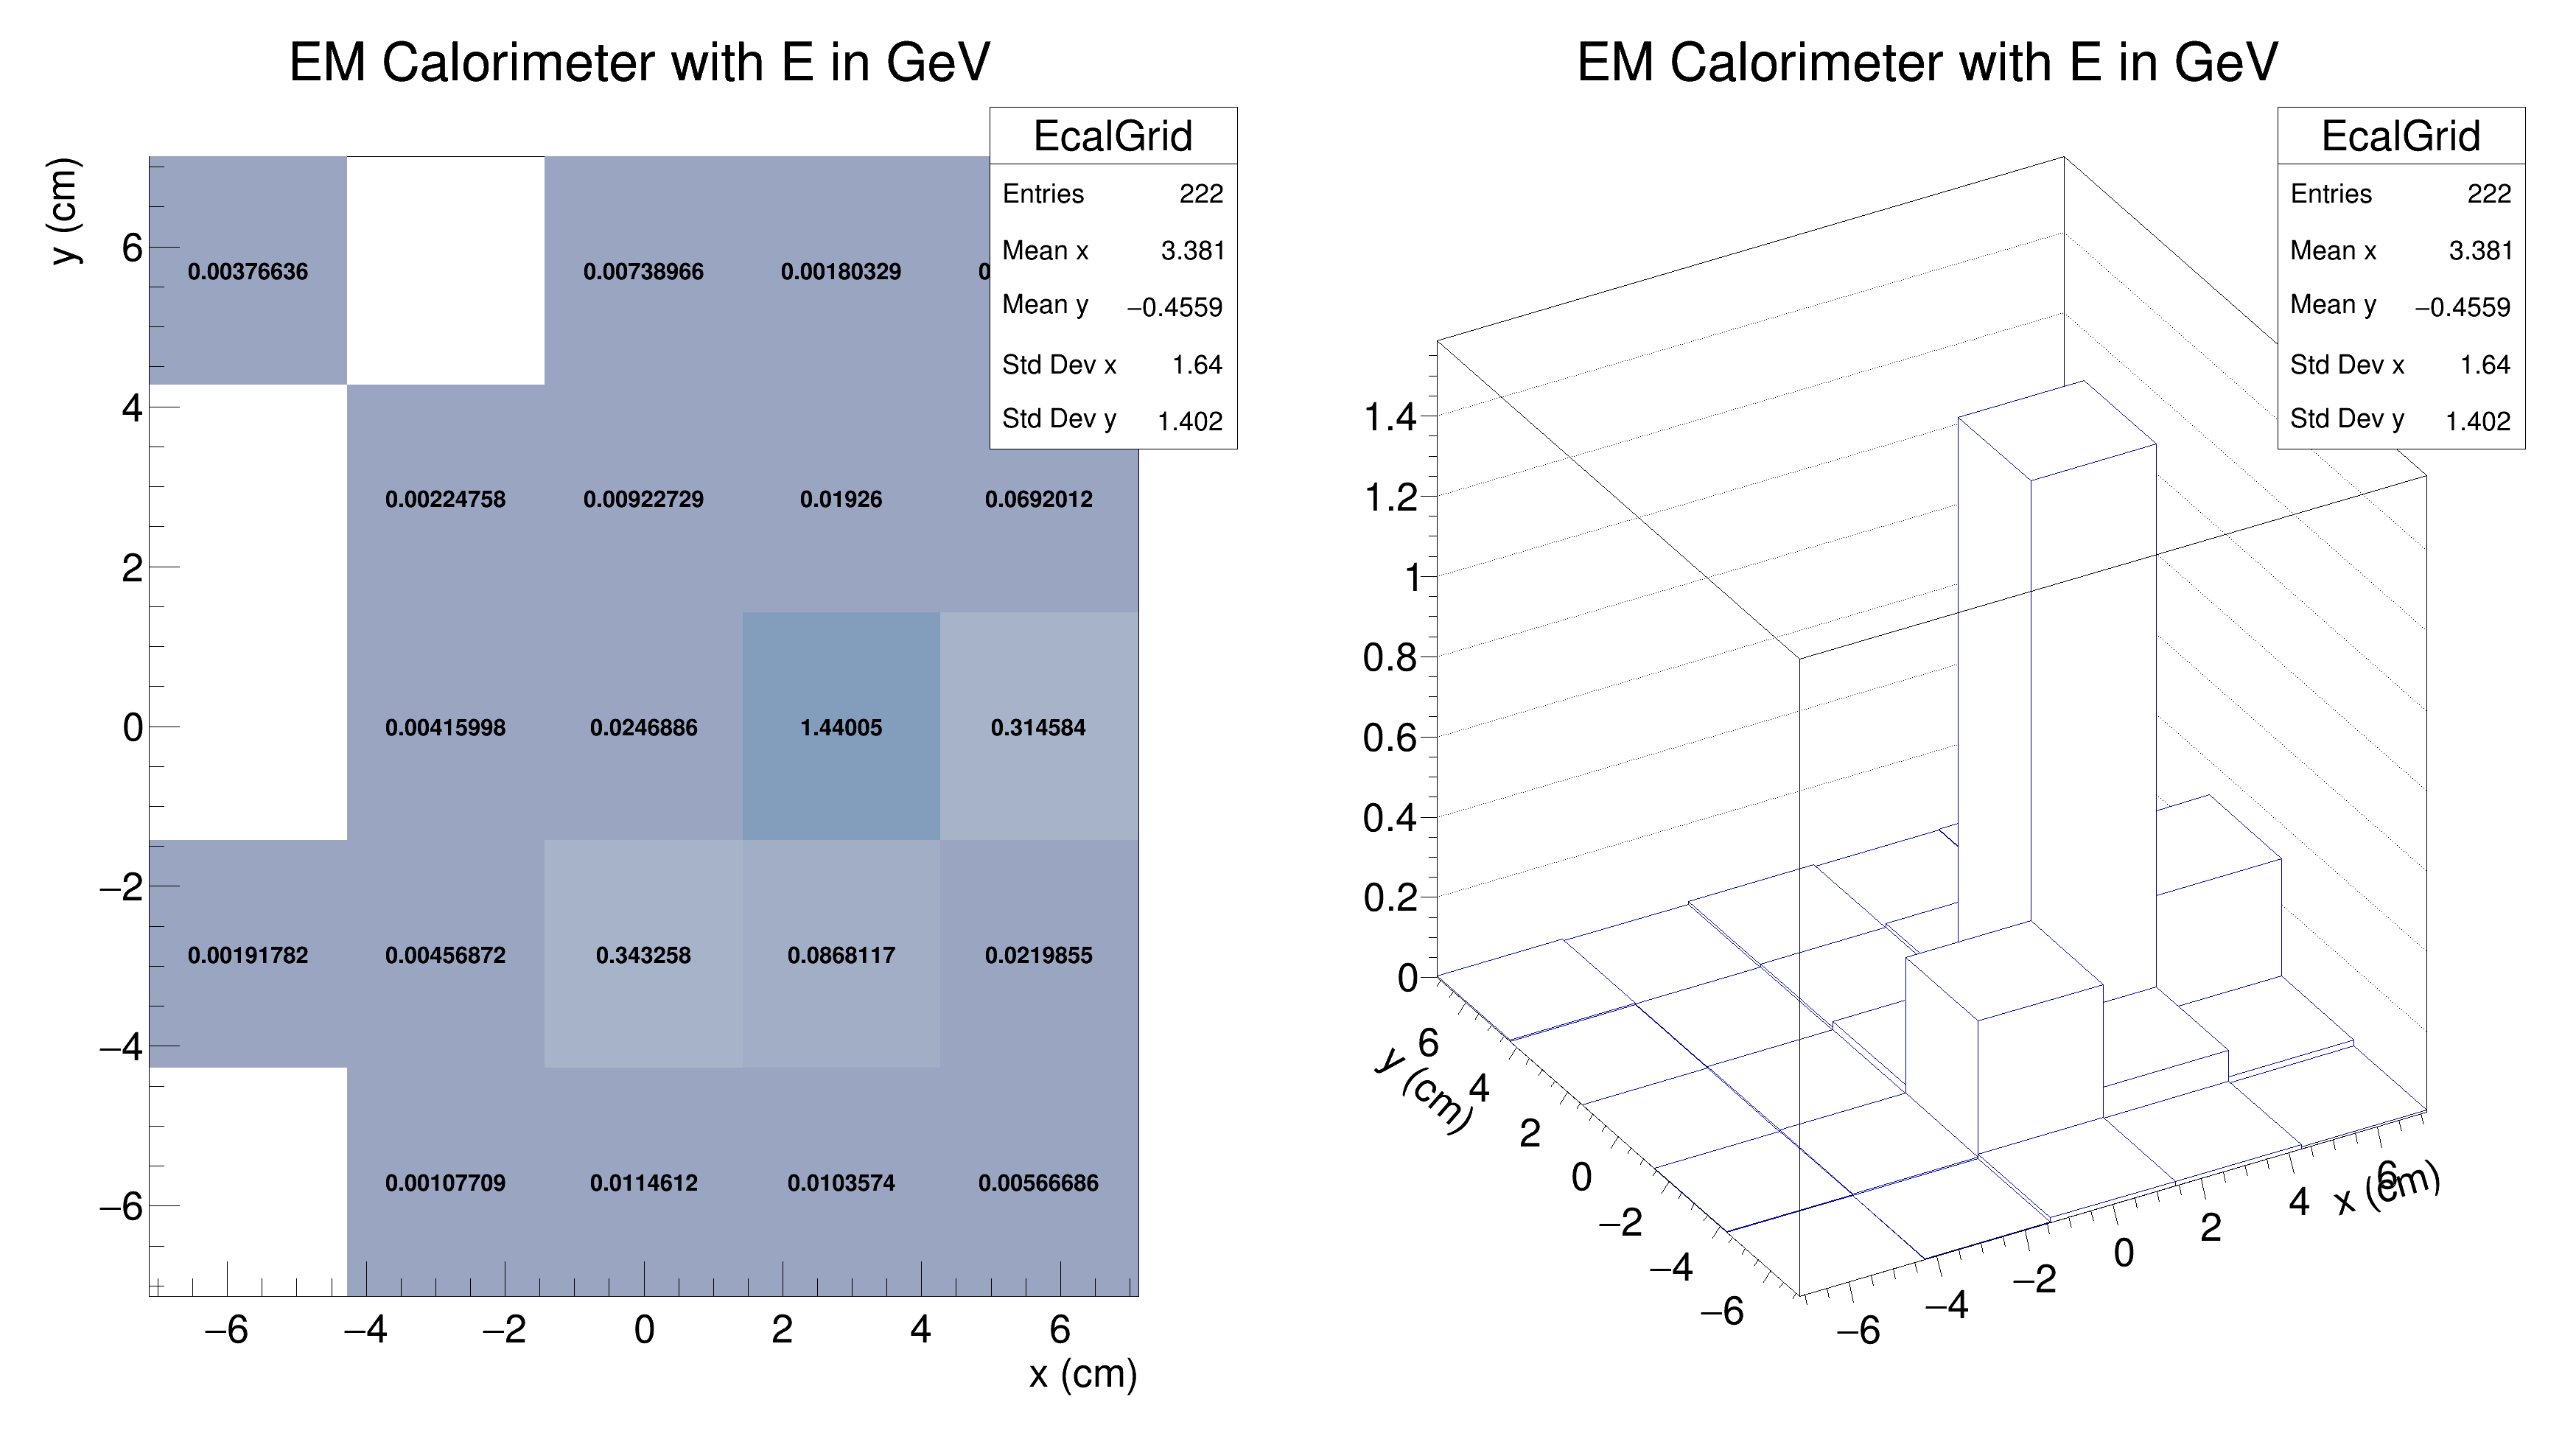 EM Calorimeter with E in GeV
EcalGrid
Entries 222
Mean x 3.381
Mean y −0.4559
Std Dev x 1.64
Std Dev y 1.402
y (cm)
6
4
2
0
−2
−4
−6
0.00376636 0.00738966 0.00180329 0
0.00224758 0.00922729 0.01926 0.0692012
0.00415998 0.0246886 1.44005 0.314584
0.00191782 0.00456872 0.343258 0.0868117 0.0219855
0.00107709 0.0114612 0.0103574 0.00566686
−6 −4 −2 0 2 4 6
x (cm)
EM Calorimeter with E in GeV
EcalGrid
Entries 222
Mean x 3.381
Mean y −0.4559
Std Dev x 1.64
Std Dev y 1.402
1.4
1.2
1
0.8
0.6
0.4
0.2
0
6
4
2
0
−2
−4
−6
y (cm)
−6
−4
−2
0
2
4
6
x (cm)